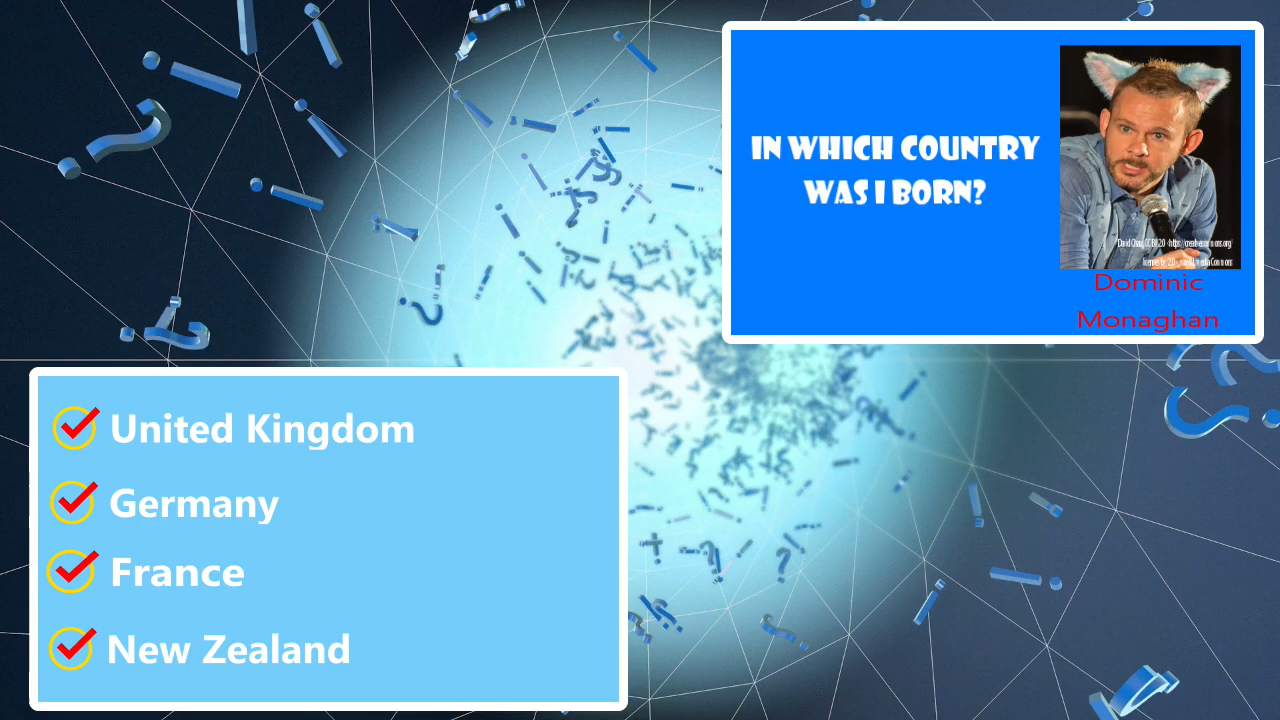 IN WHICH COUNTRY
WAS I BORN?
Dominic
Monaghan
United Kingdom
Germany
France
New Zealand